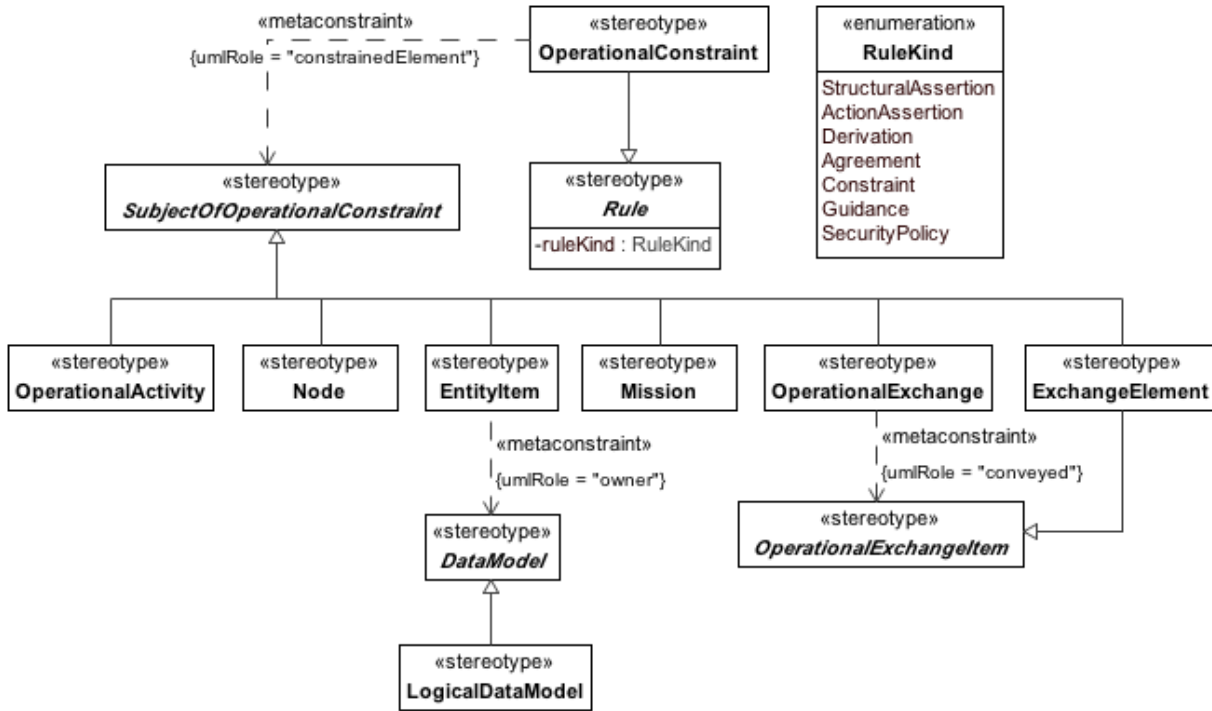 «metaconstraint»
{umlRole = "constrainedElement"}
«stereotype»
OperationalConstraint
«enumeration»
RuleKind
StructuralAssertion
ActionAssertion
Derivation
Agreement
Constraint
Guidance
SecurityPolicy
«stereotype»
SubjectOfOperationalConstraint
«stereotype»
Rule
-ruleKind : RuleKind
«stereotype»
OperationalActivity
«stereotype»
Node
«stereotype»
EntityItem
«stereotype»
Mission
«stereotype»
OperationalExchange
«stereotype»
ExchangeElement
«metaconstraint»
{umlRole = "owner"}
«metaconstraint»
{umlRole = "conveyed"}
«stereotype»
DataModel
«stereotype»
OperationalExchangeItem
«stereotype»
LogicalDataModel